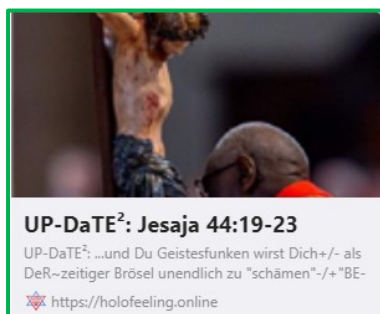 UP-DaTE²: Jesaja 44:19-23
UP-DaTE²: ...und Du Geistesfunken wirst Dich+/- als
DeR~zeitiger Brösel unendlich zu "schämen"-/+"BE-
https://holofeeling.online